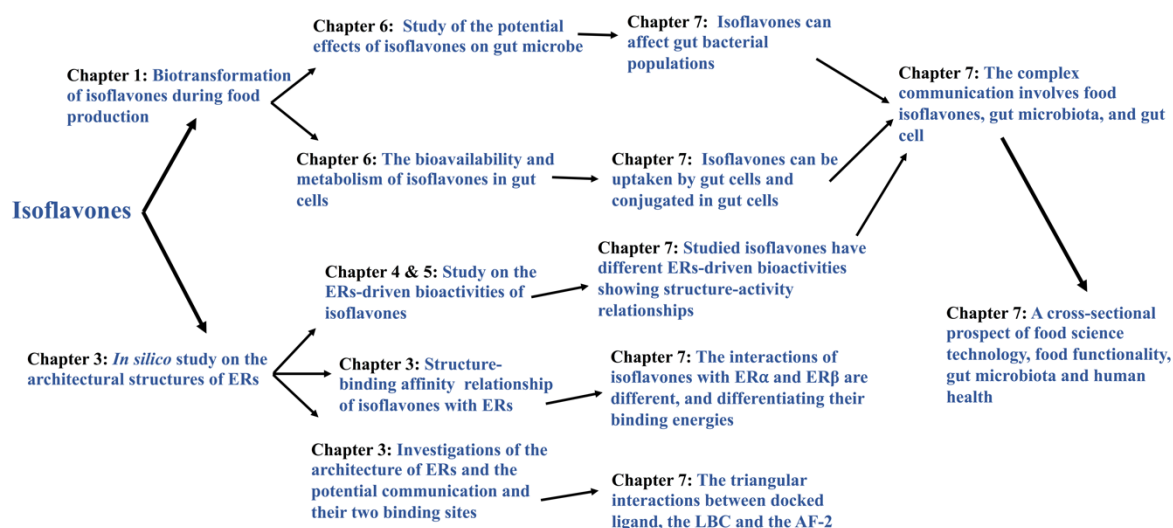 Isoflavones
Chapter 1: Biotransformation
of isoflavones during food
production
Chapter 3: In silico study on the
architectural structures of ERs
Chapter 6: Study of the potential
effects of isoflavones on gut microbe
Chapter 6: The bioavailability and
metabolism of isoflavones in gut
cells
Chapter 4 & 5: Study on the
ERs-driven bioactivities of
isoflavones
Chapter 3: Structure-
binding affinity relationship
of isoflavones with ERs
Chapter 3: Investigations of the
architecture of ERs and the
potential communication and
their two binding sites
Chapter 7: Isoflavones can
affect gut bacterial
populations
Chapter 7: Isoflavones can be
uptaken by gut cells and
conjugated in gut cells
Chapter 7: Studied isoflavones have
different ERs-driven bioactivities
showing structure-activity
relationships
Chapter 7: The interactions of
isoflavones with ERα and ERβ are
different, and differentiating their
binding energies
Chapter 7: The triangular
interactions between docked
ligand, the LBC and the AF-2
Chapter 7: The complex
communication involves food
isoflavones, gut microbiota, and gut
cell
Chapter 7: A cross-sectional
prospect of food science
technology, food functionality,
gut microbiota and human
health